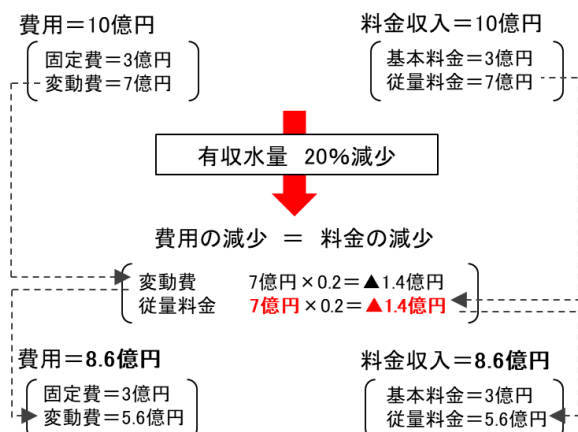 費用＝10億円
固定費＝3億円
変動費＝7億円
料金収入＝10億円
基本料金＝3億円
従量料金＝7億円
有収水量 20%減少
費用の減少 ＝ 料金の減少
変動費 7億円×0.2＝▲1.4億円
従量料金 7億円×0.2＝▲1.4億円
費用＝8.6億円
固定費＝3億円
変動費＝5.6億円
料金収入＝8.6億円
基本料金＝3億円
従量料金＝5.6億円